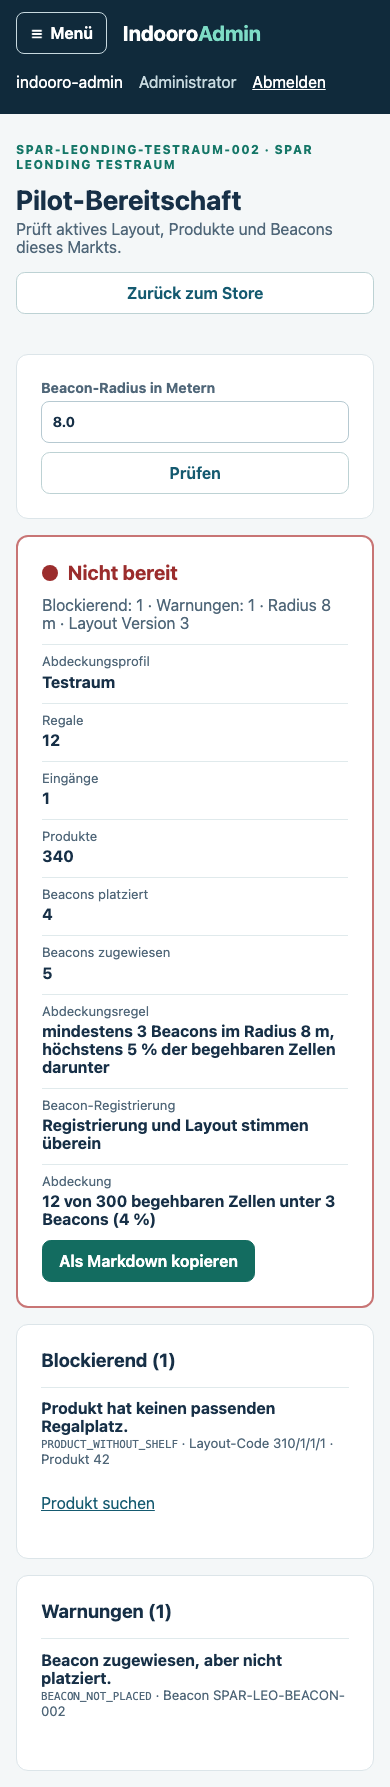 ≡ Menü
IndooroAdmin
indooro-admin Administrator Abmelden
SPAR-LEONDING-TESTRAUM-002 · SPAR
LEONDING TESTRAUM
Pilot-Bereitschaft
Prüft aktives Layout, Produkte und Beacons
dieses Markts.
Zurück zum Store
Beacon-Radius in Metern
8.0
Prüfen
Nicht bereit
Blockierend: 1 · Warnungen: 1 · Radius 8
m · Layout Version 3
Abdeckungsprofil
Testraum
Regale
12
Eingänge
1
Produkte
340
Beacons platziert
4
Beacons zugewiesen
5
Abdeckungsregel
mindestens 3 Beacons im Radius 8 m,
höchstens 5 % der begehbaren Zellen
darunter
Beacon-Registrierung
Registrierung und Layout stimmen
überein
Abdeckung
12 von 300 begehbaren Zellen unter 3
Beacons (4 %)
Als Markdown kopieren
Blockierend (1)
Produkt hat keinen passenden
Regalplatz.
PRODUCT_WITHOUT_SHELF · Layout-Code 310/1/1/1 ·
Produkt 42
Produkt suchen
Warnungen (1)
Beacon zugewiesen, aber nicht
platziert.
BEACON_NOT_PLACED · Beacon SPAR-LEO-BEACON-
002